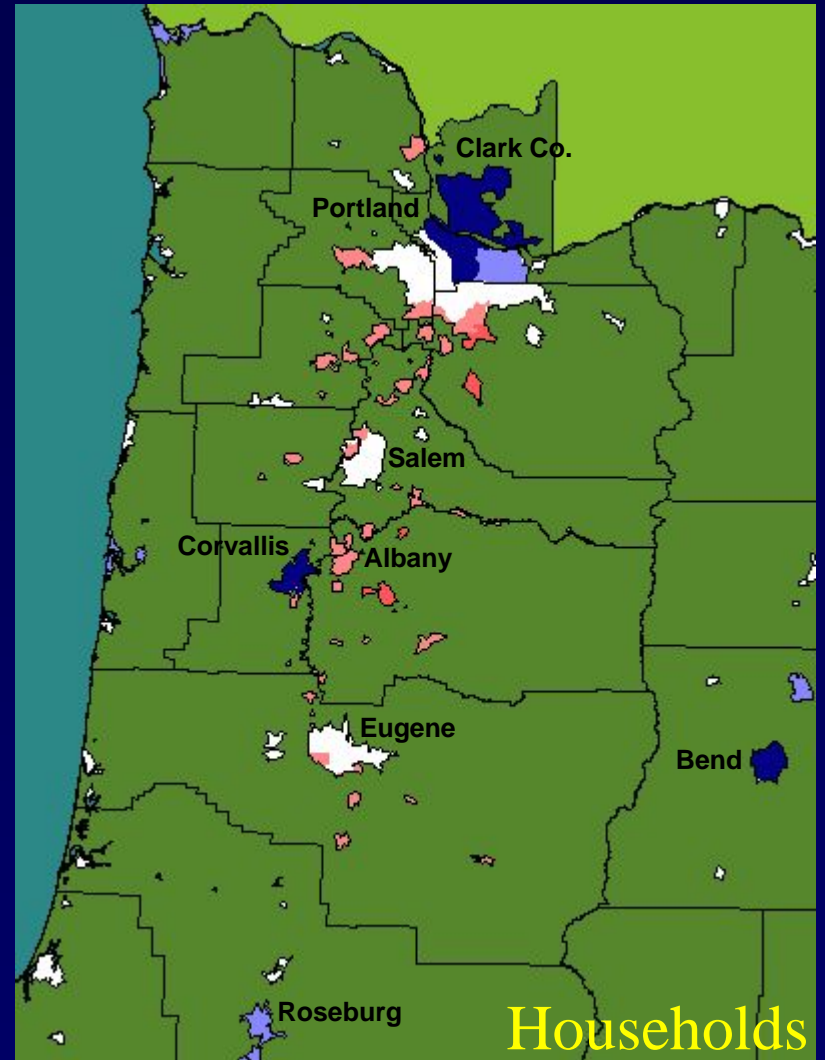 Clark Co.
Portland
Salem
Corvallis
Albany
Eugene
Bend
Roseburg
Households